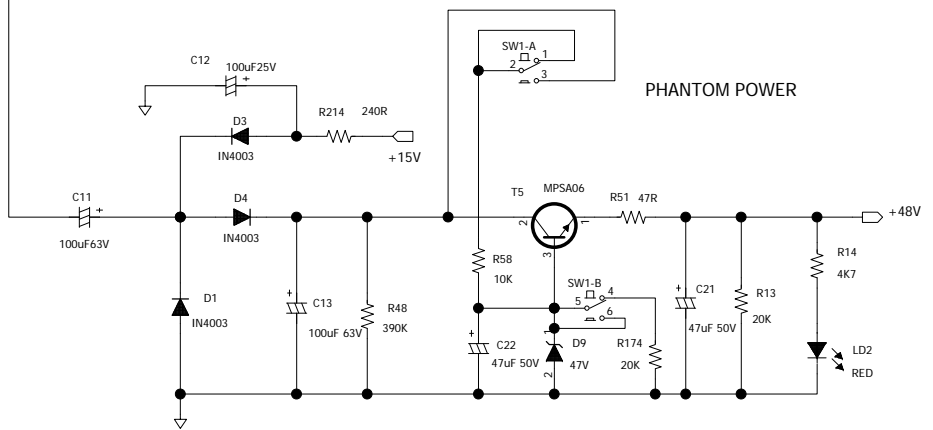 SW1-A
1
2
3
PHANTOM POWER
C12
100uF25V
+
R214 240R
D3
IN4003
+15V
C11
+
100uF63V
D4
IN4003
T5 MPSA06
2
1
3
R51 47R
+48V
R58
10K
SW1-B
4
5
6
R14
4K7
D1
IN4003
+
C13
100uF 63V
R48
390K
+
C22
47uF 50V
1
D9
47V
2
R174
20K
+
C21
47uF 50V
R13
20K
LD2
RED